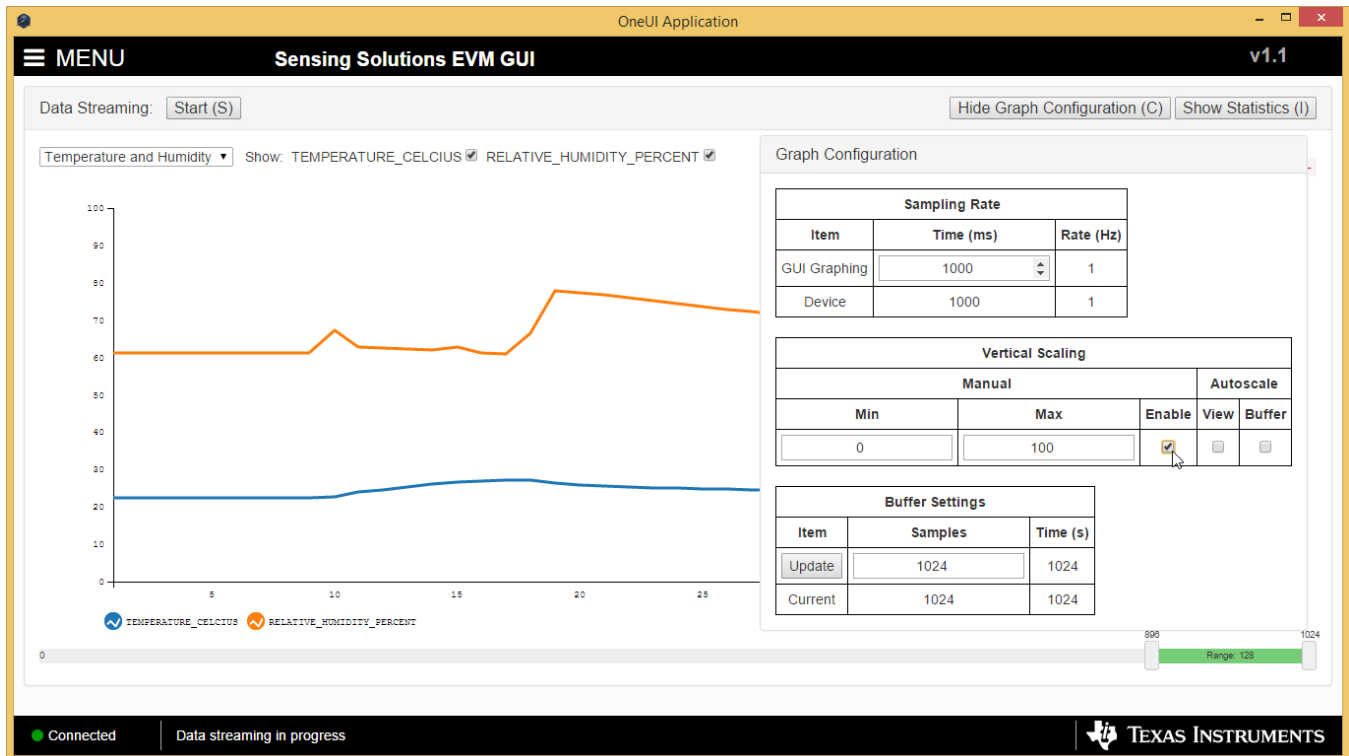 OneUI Application
MENU
Sensing Solutions EVM GUI
v1.1
Data Streaming: Start (S)
Hide Graph Configuration (C) Show Statistics (I)
Temperature and Humidity Show: TEMPERATURE_CELCIUS RELATIVE_HUMIDITY_PERCENT
100
90
80
70
60
50
40
30
20
10
0
5 10 15 20 25
TEMPERATURE_CELCIUS RELATIVE_HUMIDITY_PERCENT
Graph Configuration
Sampling Rate
Item Time (ms) Rate (Hz)
GUI Graphing 1000 1
Device 1000 1
Vertical Scaling
Manual Autoscale
Min Max Enable View Buffer
0 100
Buffer Settings
Item Samples Time (s)
Update 1024 1024
Current 1024 1024
896 1024
0 Range: 128
Connected Data streaming in progress
TEXAS INSTRUMENTS